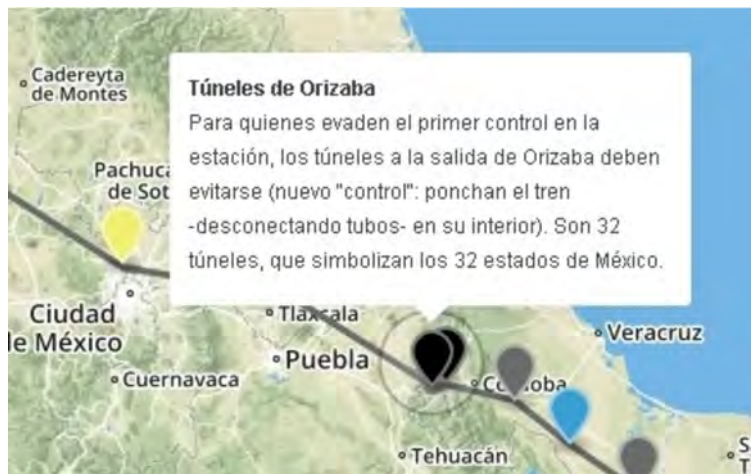 Cadereyta
de Montes
Túneles de Orizaba
Para quienes evaden el primer control en la
estación, los túneles a la salida de Orizaba deben
evitarse (nuevo "control": ponchan el tren
-desconectando tubos- en su interior). Son 32
túneles, que simbolizan los 32 estados de México.
Pachuca
de Sot
Ciudad
de México
Tlaxcala
Puebla
Cuernavaca
Veracruz
Tehuacán